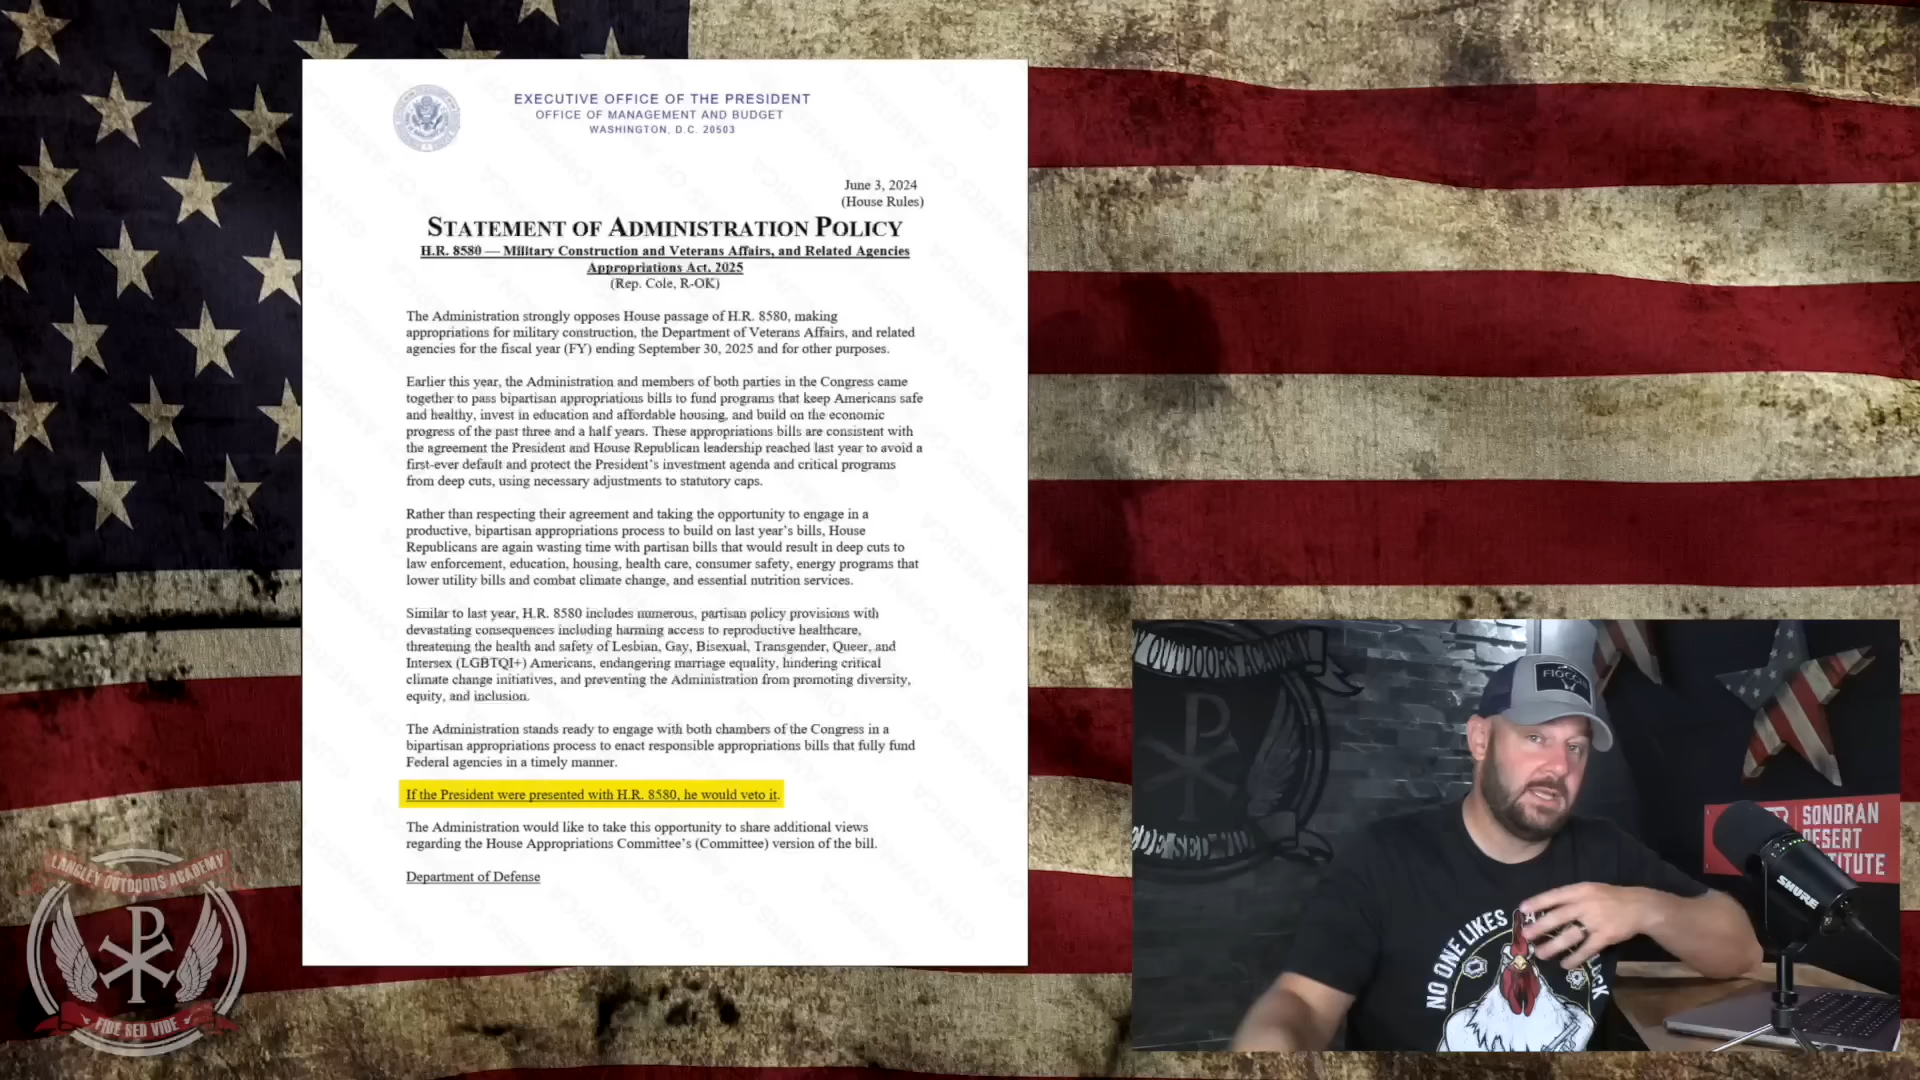 EXECUTIVE OFFICE OF THE PRESIDENT
OFFICE OF MANAGEMENT AND BUDGET
WASHINGTON, D.C. 20503
June 3, 2024
(House Rules)
STATEMENT OF ADMINISTRATION POLICY
H.R. 8580 — Military Construction and Veterans Affairs, and Related Agencies
Appropriations Act, 2025
(Rep. Cole, R-OK)
The Administration strongly opposes House passage of H.R. 8580, making
appropriations for military construction, the Department of Veterans Affairs, and related
agencies for the fiscal year (FY) ending September 30, 2025 and for other purposes.
Earlier this year, the Administration and members of both parties in the Congress came
together to pass bipartisan appropriations bills to fund programs that keep Americans safe
and healthy, invest in education and affordable housing, and build on the economic
progress of the past three and a half years. These appropriations bills are consistent with
the agreement the President and House Republican leadership reached last year to avoid a
first-ever default and protect the President's investment agenda and critical programs
from deep cuts, using necessary adjustments to statutory caps.
Rather than respecting their agreement and taking the opportunity to engage in a
productive, bipartisan appropriations process to build on last year's bills, House
Republicans are again wasting time with partisan bills that would result in deep cuts to
law enforcement, education, housing, health care, consumer safety, energy programs that
lower utility bills and combat climate change, and essential nutrition services.
Similar to last year, H.R. 8580 includes numerous, partisan policy provisions with
devastating consequences including harming access to reproductive healthcare,
threatening the health and safety of Lesbian, Gay, Bisexual, Transgender, Queer, and
Intersex (LGBTQI+) Americans, endangering marriage equality, hindering critical
climate change initiatives, and preventing the Administration from promoting diversity,
equity, and inclusion.
The Administration stands ready to engage with both chambers of the Congress in a
bipartisan appropriations process to enact responsible appropriations bills that fully fund
Federal agencies in a timely manner.
If the President were presented with H.R. 8580, he would veto it.
The Administration would like to take this opportunity to share additional views
regarding the House Appropriations Committee's (Committee) version of the bill.
Department of Defense
LANGLEY OUTDOORS ACADEMY
FIDE SED VIDE
OUTDOORS ACADEMY
SED
FIOCCHI
NO ONE LIKES A
SONORAN
DESERT
SHURE